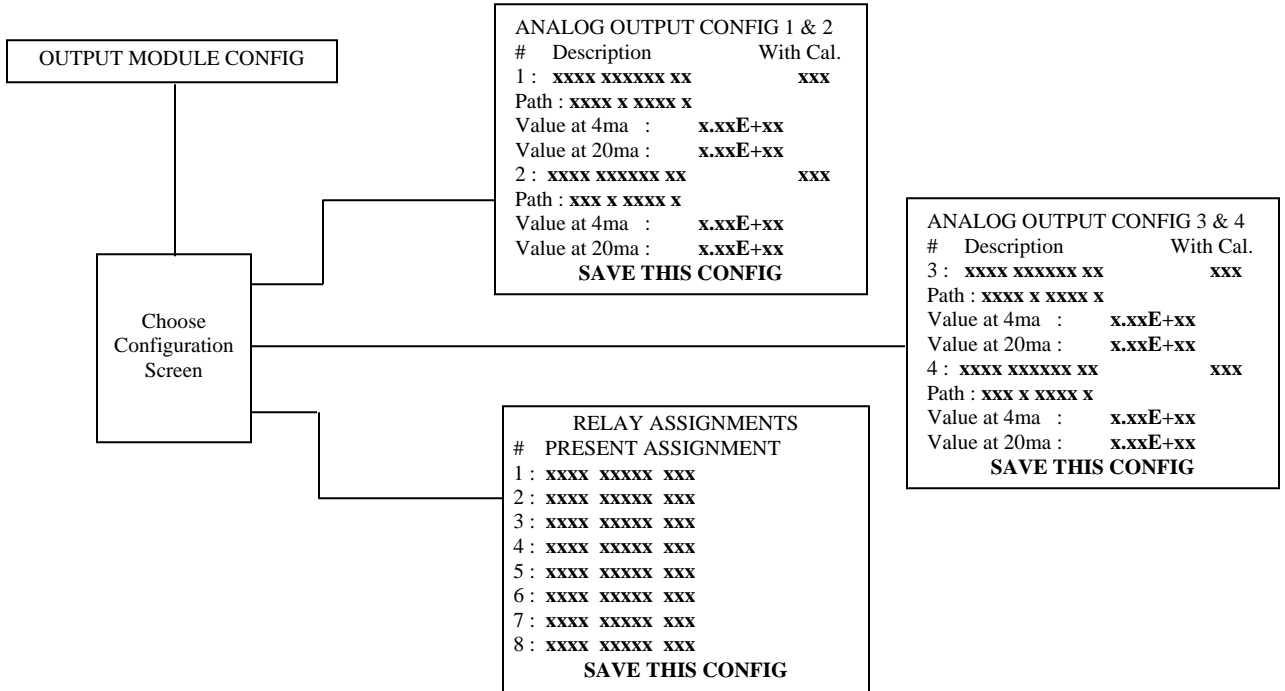 OUTPUT MODULE CONFIG
Choose
Configuration
Screen
ANALOG OUTPUT CONFIG 1 & 2
# Description With Cal.
1 : xxxx xxxxxx xx xxx
Path : xxxx x xxxx x
Value at 4ma : x.xxE+xx
Value at 20ma : x.xxE+xx
2 : xxxx xxxxxx xx xxx
Path : xxx x xxxx x
Value at 4ma : x.xxE+xx
Value at 20ma : x.xxE+xx
SAVE THIS CONFIG
ANALOG OUTPUT CONFIG 3 & 4
# Description With Cal.
3 : xxxx xxxxxx xx xxx
Path : xxxx x xxxx x
Value at 4ma : x.xxE+xx
Value at 20ma : x.xxE+xx
4 : xxxx xxxxxx xx xxx
Path : xxx x xxxx x
Value at 4ma : x.xxE+xx
Value at 20ma : x.xxE+xx
SAVE THIS CONFIG
RELAY ASSIGNMENTS
# PRESENT ASSIGNMENT
1 : xxxx xxxxx xxx
2 : xxxx xxxxx xxx
3 : xxxx xxxxx xxx
4 : xxxx xxxxx xxx
5 : xxxx xxxxx xxx
6 : xxxx xxxxx xxx
7 : xxxx xxxxx xxx
8 : xxxx xxxxx xxx
SAVE THIS CONFIG